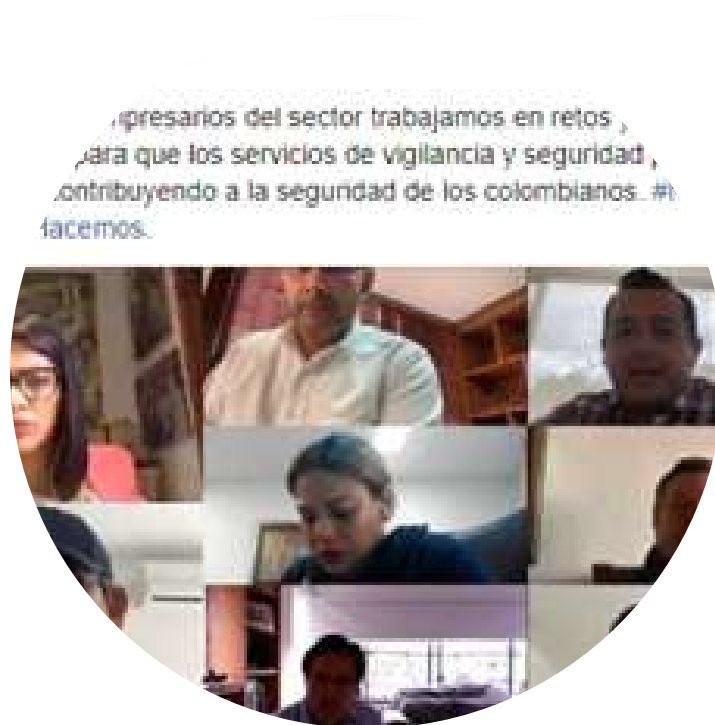 presarios del sector trabajamos en retos y
para que los servicios de vigilancia y seguridad
contribuyendo a la seguridad de los colombianos. #
Hacemos.